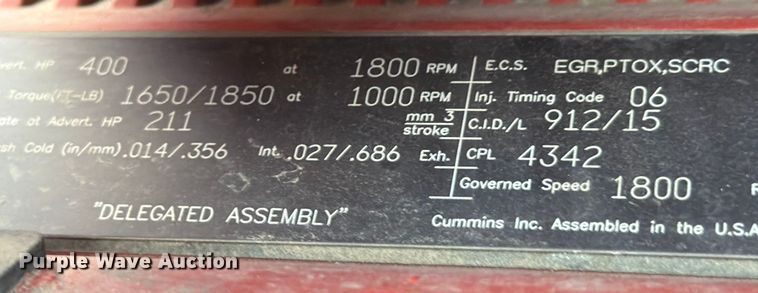 vert. HP 400 at 1800 RPM E.C.S. EGR,PTOX,SCRC
Torque(FT-LB) 1650/1850 at 1000 RPM Inj. Timing Code 06
ate at Advert. HP 211 mm 3 stroke C.I.D./L 912/15
sh Cold (in/mm) .014/.356 Int. .027/.686 Exh. CPL 4342
Governed Speed 1800 R
"DELEGATED ASSEMBLY" Cummins Inc. Assembled in the U.S.A
Purple Wave Auction